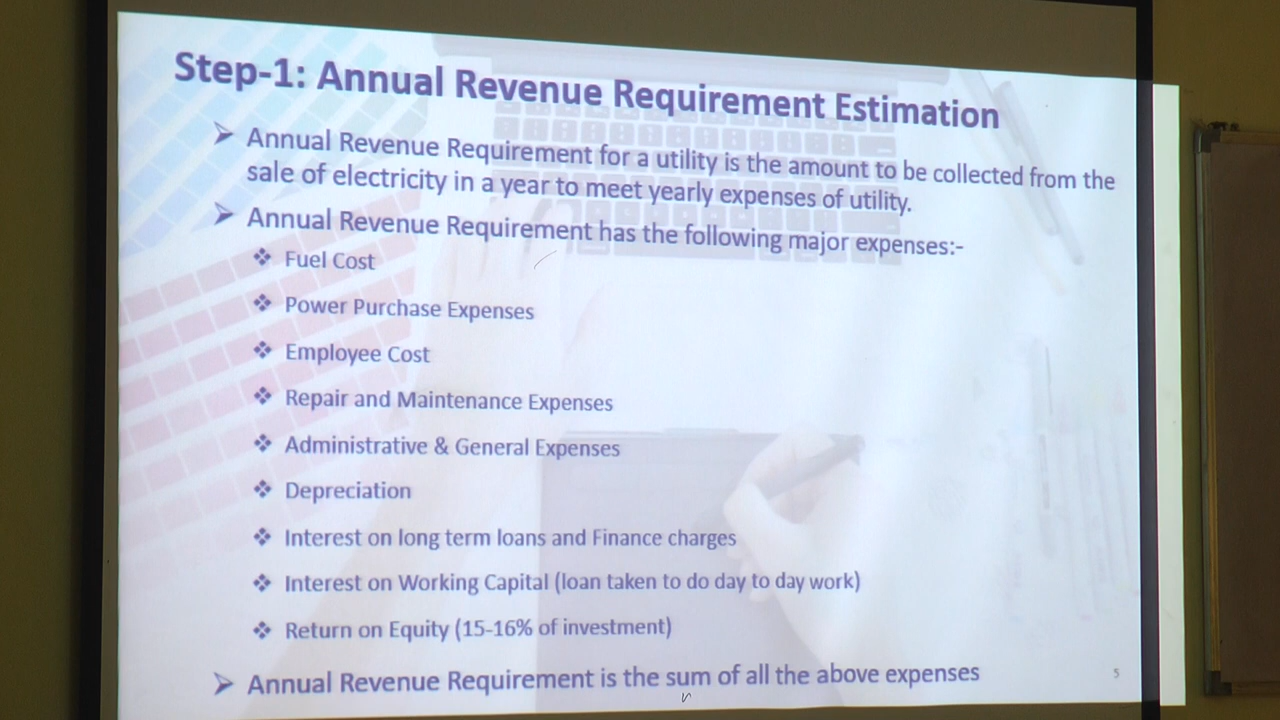 Step-1: Annual Revenue Requirement Estimation
➢ Annual Revenue Requirement for a utility is the amount to be collected from the
sale of electricity in a year to meet yearly expenses of utility.
➢ Annual Revenue Requirement has the following major expenses:-
❖ Fuel Cost
❖ Power Purchase Expenses
❖ Employee Cost
❖ Repair and Maintenance Expenses
❖ Administrative & General Expenses
❖ Depreciation
❖ Interest on long term loans and Finance charges
❖ Interest on Working Capital (loan taken to do day to day work)
❖ Return on Equity (15-16% of investment)
➢ Annual Revenue Requirement is the sum of all the above expenses
5